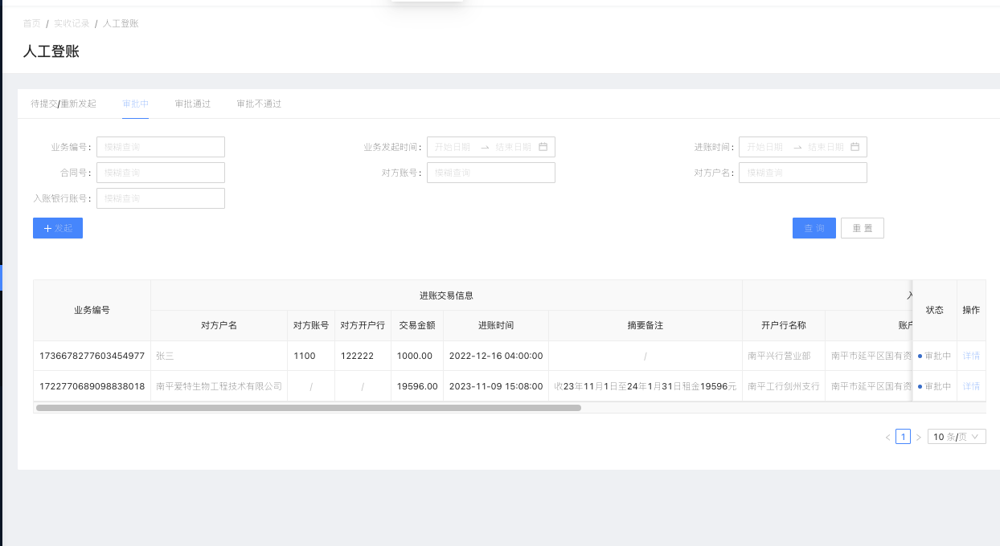 首页 / 实收记录 / 人工登账
人工登账
待提交/重新发起 审批中 审批通过 审批不通过
业务编号: 模糊查询 业务发起时间: 开始日期 → 结束日期 进账时间: 开始日期 → 结束日期
合同号: 模糊查询 对方账号: 模糊查询 对方户名: 模糊查询
入账银行账号: 模糊查询
+ 发起 查询 重置
业务编号 进账交易信息 入 状态 操作
对方户名 对方账号 对方开户行 交易金额 进账时间 摘要备注 开户行名称 账户
1736678277603454977 张三 1100 122222 1000.00 2022-12-16 04:00:00 / 南平兴行营业部 南平市延平区国有资 审批中 详情
1722770689098838018 南平爱特生物工程技术有限公司 / / 19596.00 2023-11-09 15:08:00 收23年11月1日至24年1月31日租金19596元 南平工行剑州支行 南平市延平区国有资 审批中 详情
< 1 > 10 条/页